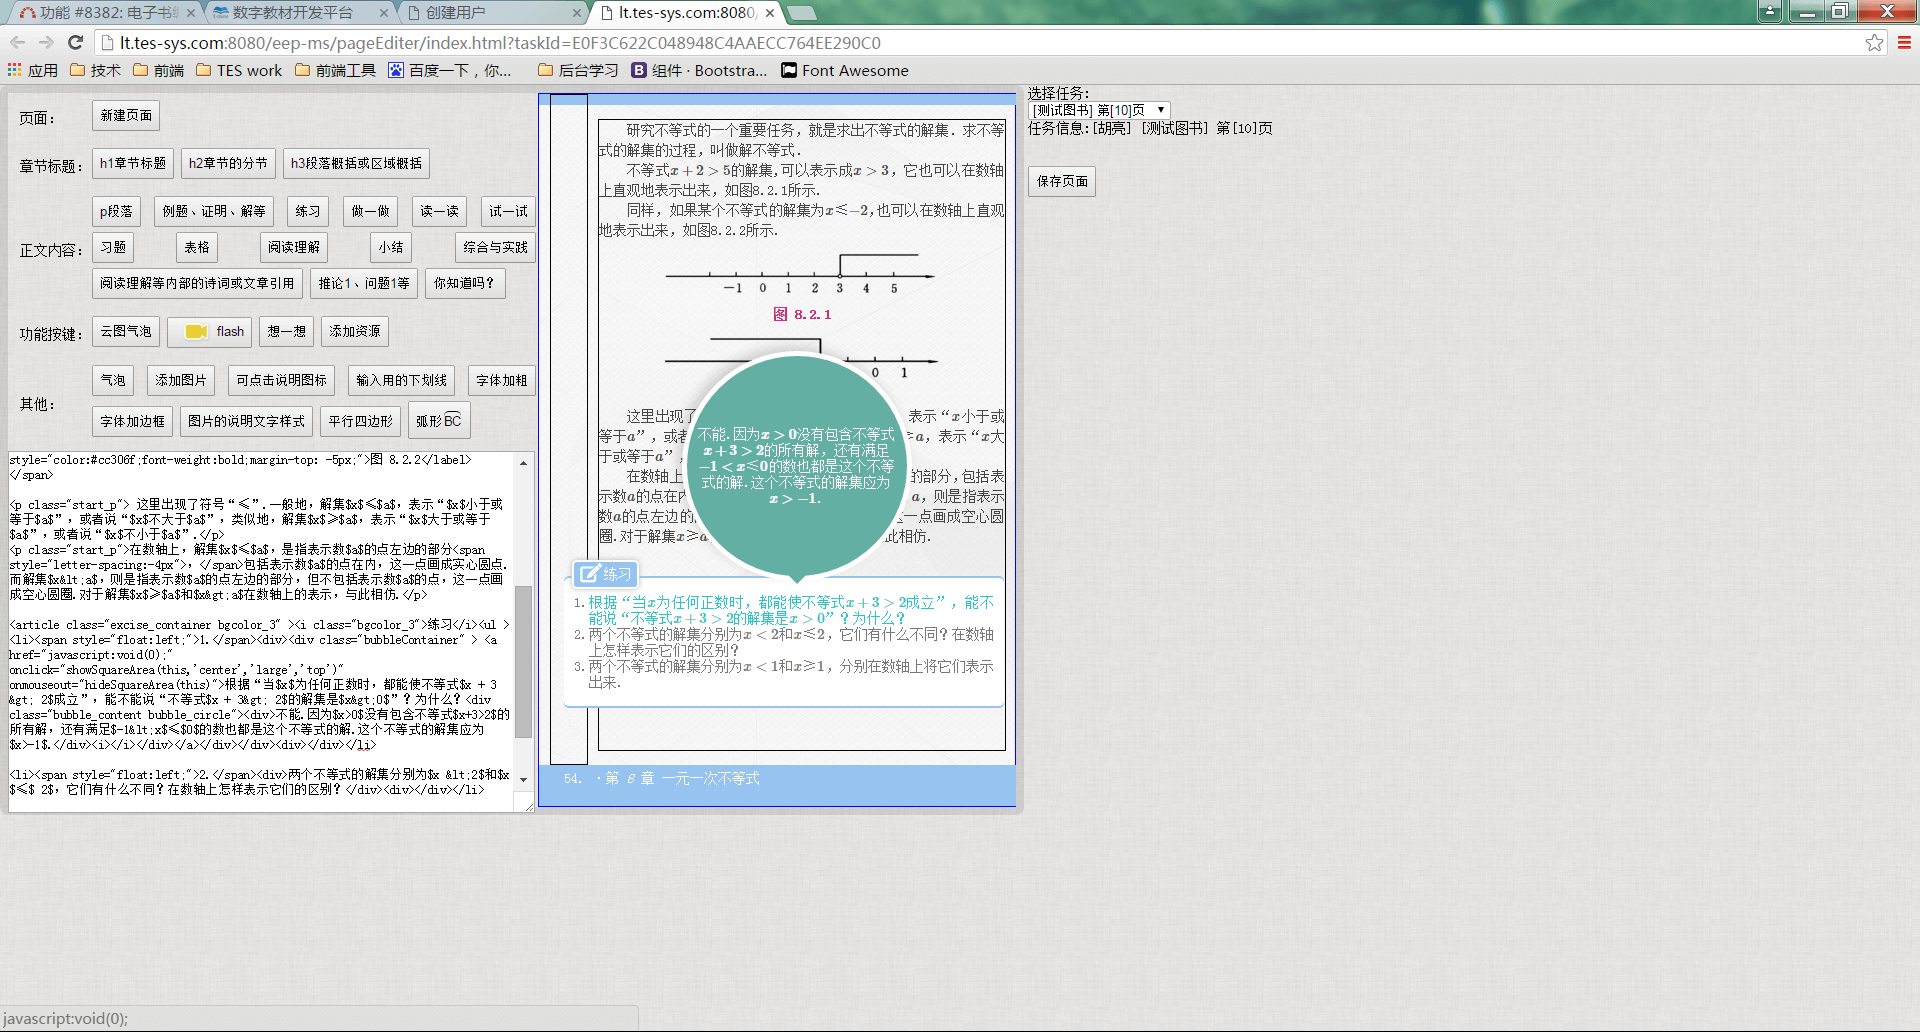 功能 #8382: 电子书纟
数字教材开发平台
创建用户
lt.tes-sys.com:8080/
lt.tes-sys.com:8080/eep-ms/pageEditer/index.html?taskId=E0F3C622C048948C4AAECC764EE290C0
应用 技术 前端 TES work 前端工具 百度一下，你... 后台学习 组件 · Bootstra... Font Awesome
页面： 新建页面
章节标题： h1章节标题 h2章节的分节 h3段落概括或区域概括
p段落 例题、证明、解等 练习 做一做 读一读 试一试
正文内容： 习题 表格 阅读理解 小结 综合与实践
阅读理解等内部的诗词或文章引用 推论1、问题1等 你知道吗？
功能按键： 云图气泡 flash 想一想 添加资源
气泡 添加图片 可点击说明图标 输入用的下划线 字体加粗
其他：
字体加边框 图片的说明文字样式 平行四边形 弧形BC
style="color:#cc306f;font-weight:bold;margin-top: -5px;">图 8.2.2</label>
</span>
<p class="start_p"> 这里出现了符号“≤”.一般地，解集$x$≤$a$，表示“$x$小于或
等于$a$”，或者说“$x$不大于$a$”，类似地，解集$x$≥$a$，表示“$x$大于或等于
$a$”，或者说“$x$不小于$a$”.</p>
<p class="start_p">在数轴上，解集$x$≤$a$，是指表示数$a$的点左边的部分<span
style="letter-spacing:-4px">，</span>包括表示数$a$的点在内，这一点画成实心圆点.
而解集$x&lt;a$，则是指表示数$a$的点左边的部分，但不包括表示数$a$的点，这一点画
成空心圆圈.对于解集$x$≥$a$和$x&gt;a$在数轴上的表示，与此相仿.</p>
<article class="excise_container bgcolor_3" ><i class="bgcolor_3">练习</i><ul >
<li><span style="float:left;">1.</span><div><div class="bubbleContainer" > <a
href="javascript:void(0);"
onclick="showSquareArea(this,'center','large','top')"
onmouseout="hideSquareArea(this)">根据“当$x$为任何正数时，都能使不等式$x + 3
&gt; 2$成立”，能不能说“不等式$x + 3&gt; 2$的解集是$x&gt;0$”？为什么？<div
class="bubble_content bubble_circle"><div>不能.因为$x>0$没有包含不等式$x+3>2$的
所有解，还有满足$-1&lt;x$≤$0$的数也都是这个不等式的解.这个不等式的解集应为
$x>-1$.</div><i></i></div></a></div></div><div></div></li>
<li><span style="float:left;">2.</span><div>两个不等式的解集分别为$x &lt;2$和$x
$≤$ 2$，它们有什么不同？在数轴上怎样表示它们的区别？</div><div></div></li>
研究不等式的一个重要任务，就是求出不等式的解集．求不等
式的解集的过程，叫做解不等式．
不等式x + 2 > 5的解集,可以表示成x > 3，它也可以在数轴
上直观地表示出来，如图8.2.1所示.
同样，如果某个不等式的解集为x≤−2,也可以在数轴上直观
地表示出来，如图8.2.2所示.
−1 0 1 2 3 4 5
图 8.2.1
0 1
这里出现了 表示“x小于或
等于a”，或者 a，表示“x大
于或等于a”，
在数轴上 的部分,包括表
示数a的点在内 a，则是指表示
数a的点左边的 这一点画成空心圆
圈.对于解集x≥a 此相仿.
不能.因为x > 0没有包含不等式
x + 3 > 2的所有解，还有满足
−1 < x≤0的数也都是这个不等
式的解.这个不等式的解集应为
x > −1.
练习
1. 根据“当x为任何正数时，都能使不等式x + 3 > 2成立”，能不
能说“不等式x + 3 > 2的解集是x > 0”？为什么？
2. 两个不等式的解集分别为x < 2和x≤2，它们有什么不同？在数轴
上怎样表示它们的区别？
3. 两个不等式的解集分别为x < 1和x≥1，分别在数轴上将它们表示
出来.
54. ·第 8 章 一元一次不等式
选择任务：
[测试图书] 第[10]页
任务信息:[胡亮] [测试图书] 第[10]页
保存页面
javascript:void(0);